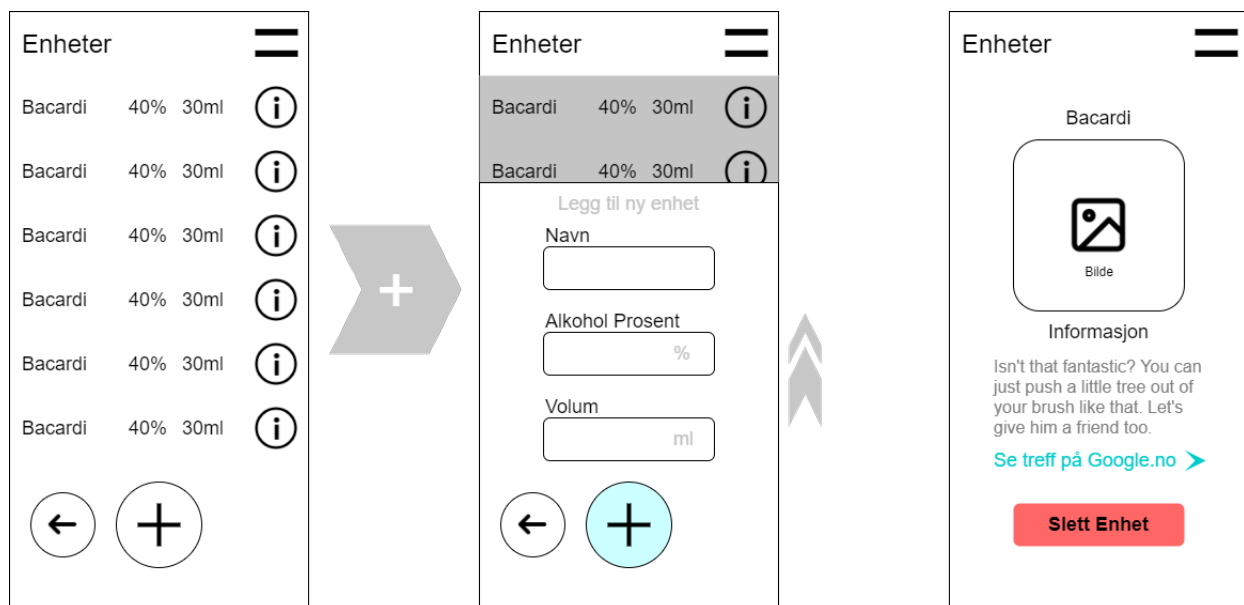 Enheter
Bacardi 40% 30ml
Bacardi 40% 30ml
Bacardi 40% 30ml
Bacardi 40% 30ml
Bacardi 40% 30ml
Bacardi 40% 30ml
Enheter
Bacardi 40% 30ml
Bacardi 40% 30ml
Legg til ny enhet
Navn
Alkohol Prosent
%
Volum
ml
Enheter
Bacardi
Bilde
Informasjon
Isn't that fantastic? You can
just push a little tree out of
your brush like that. Let's
give him a friend too.
Se treff på Google.no
Slett Enhet